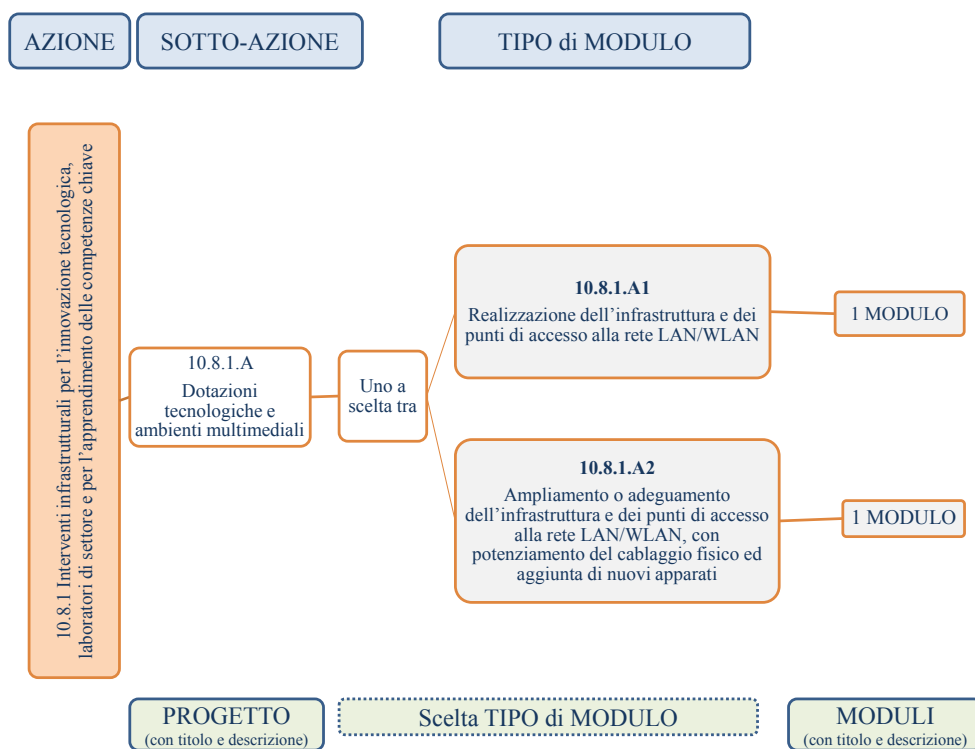 AZIONE
SOTTO-AZIONE
TIPO di MODULO
10.8.1 Interventi infrastrutturali per l’innovazione tecnologica,
laboratori di settore e per l’apprendimento delle competenze chiave
10.8.1.A
Dotazioni
tecnologiche e
ambienti multimediali
Uno a
scelta tra
10.8.1.A1
Realizzazione dell’infrastruttura e dei
punti di accesso alla rete LAN/WLAN
1 MODULO
10.8.1.A2
Ampliamento o adeguamento
dell’infrastruttura e dei punti di accesso
alla rete LAN/WLAN, con
potenziamento del cablaggio fisico ed
aggiunta di nuovi apparati
1 MODULO
PROGETTO
(con titolo e descrizione)
Scelta TIPO di MODULO
MODULI
(con titolo e descrizione)